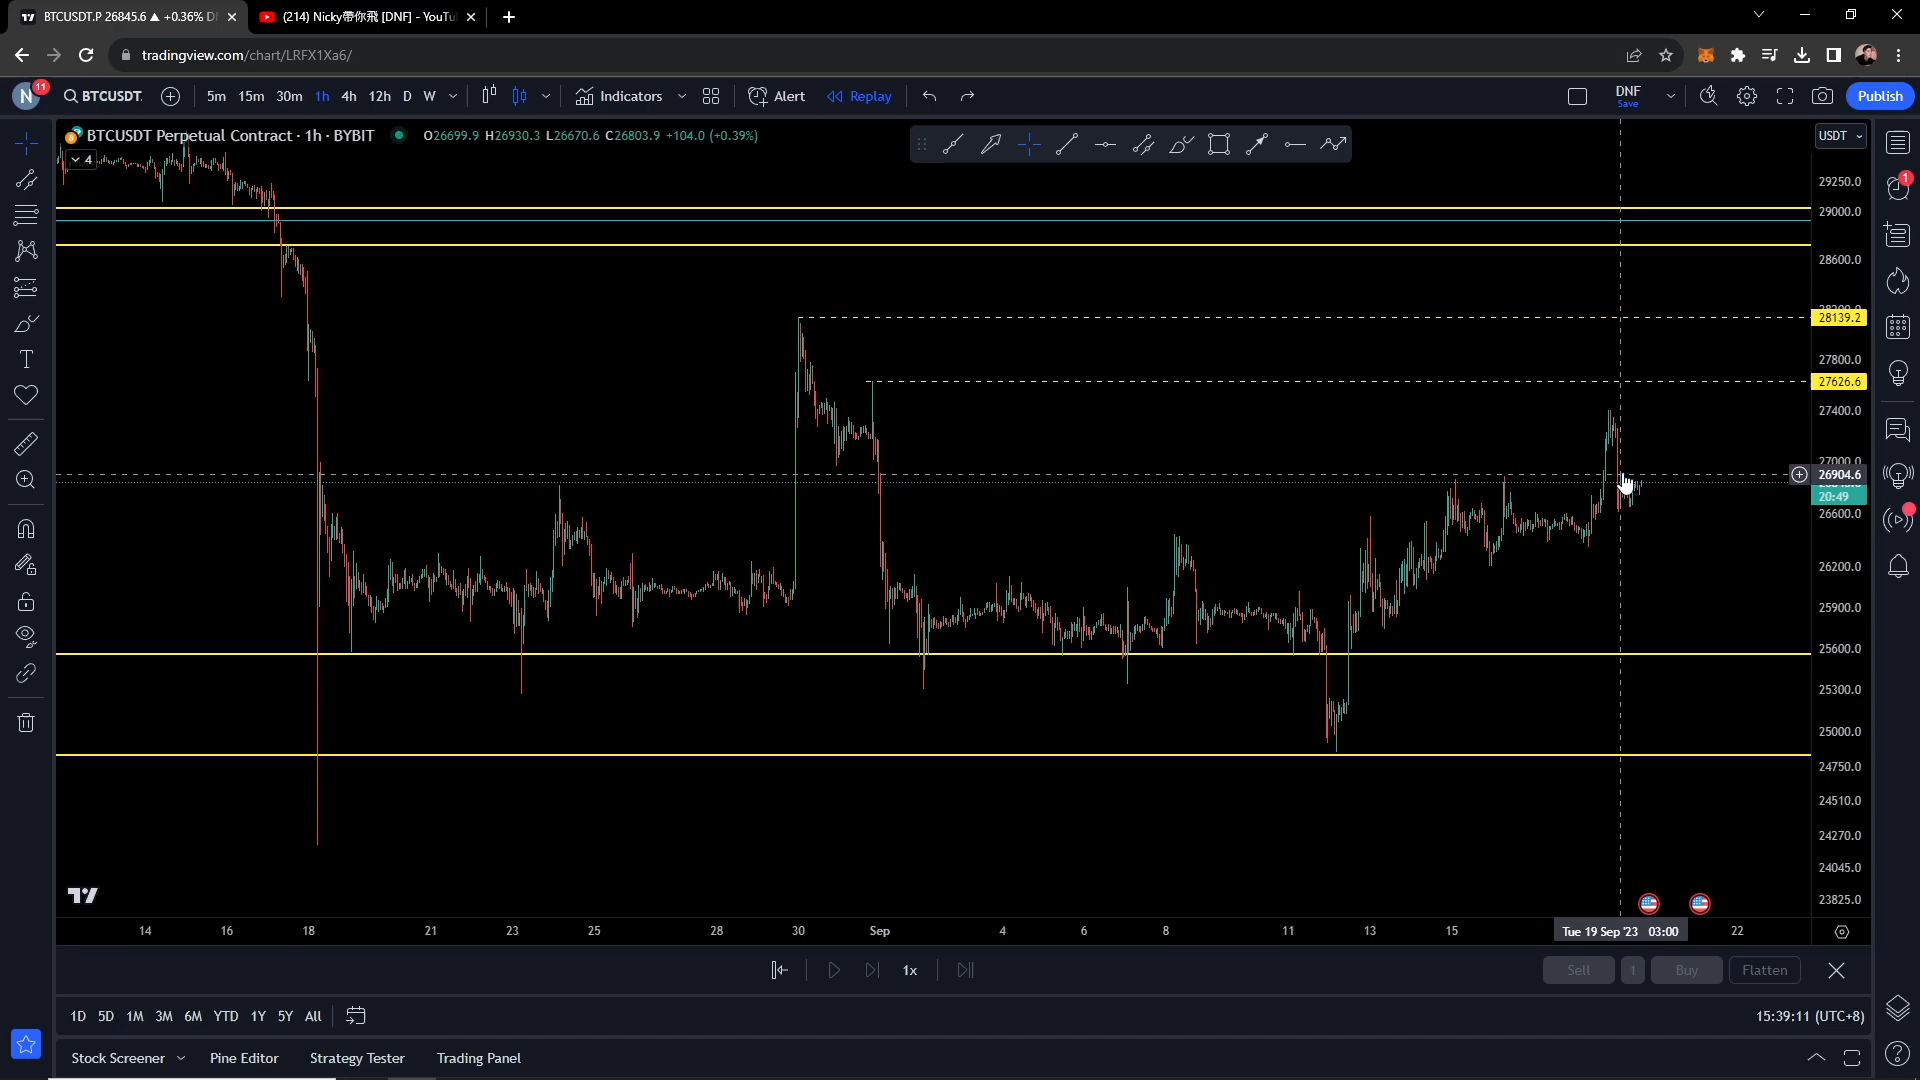 BTCUSDT.P 26845.6 ▲ +0.36% D
(214) Nicky帶你飛 [DNF] - YouTu
tradingview.com/chart/LRFX1Xa6/
N 11 BTCUSDT. 5m 15m 30m 1h 4h 12h D W Indicators Alert Replay DNF Save Publish
BTCUSDT Perpetual Contract · 1h · BYBIT O26699.9 H26930.3 L26670.6 C26803.9 +104.0 (+0.39%)
USDT
4
1
29250.0
29000.0
28600.0
28139.2
27800.0
27626.6
27400.0
27000.0
26904.6
20:49
26600.0
26200.0
25900.0
25600.0
25300.0
25000.0
24750.0
24510.0
24270.0
24045.0
23825.0
14 16 18 21 23 25 28 30 Sep 4 6 8 11 13 15 Tue 19 Sep '23 03:00 22
1x Sell 1 Buy Flatten
1D 5D 1M 3M 6M YTD 1Y 5Y All 15:39:11 (UTC+8)
Stock Screener Pine Editor Strategy Tester Trading Panel